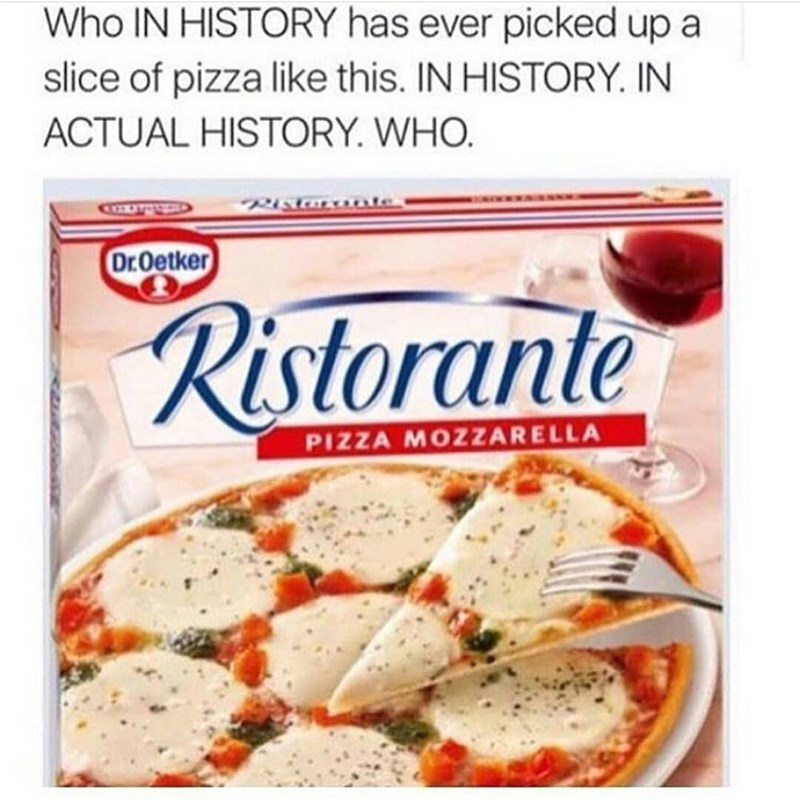 Who IN HISTORY has ever picked up a
slice of pizza like this. IN HISTORY. IN
ACTUAL HISTORY. WHO.
Ristorante
Dr.Oetker
Ristorante
PIZZA MOZZARELLA